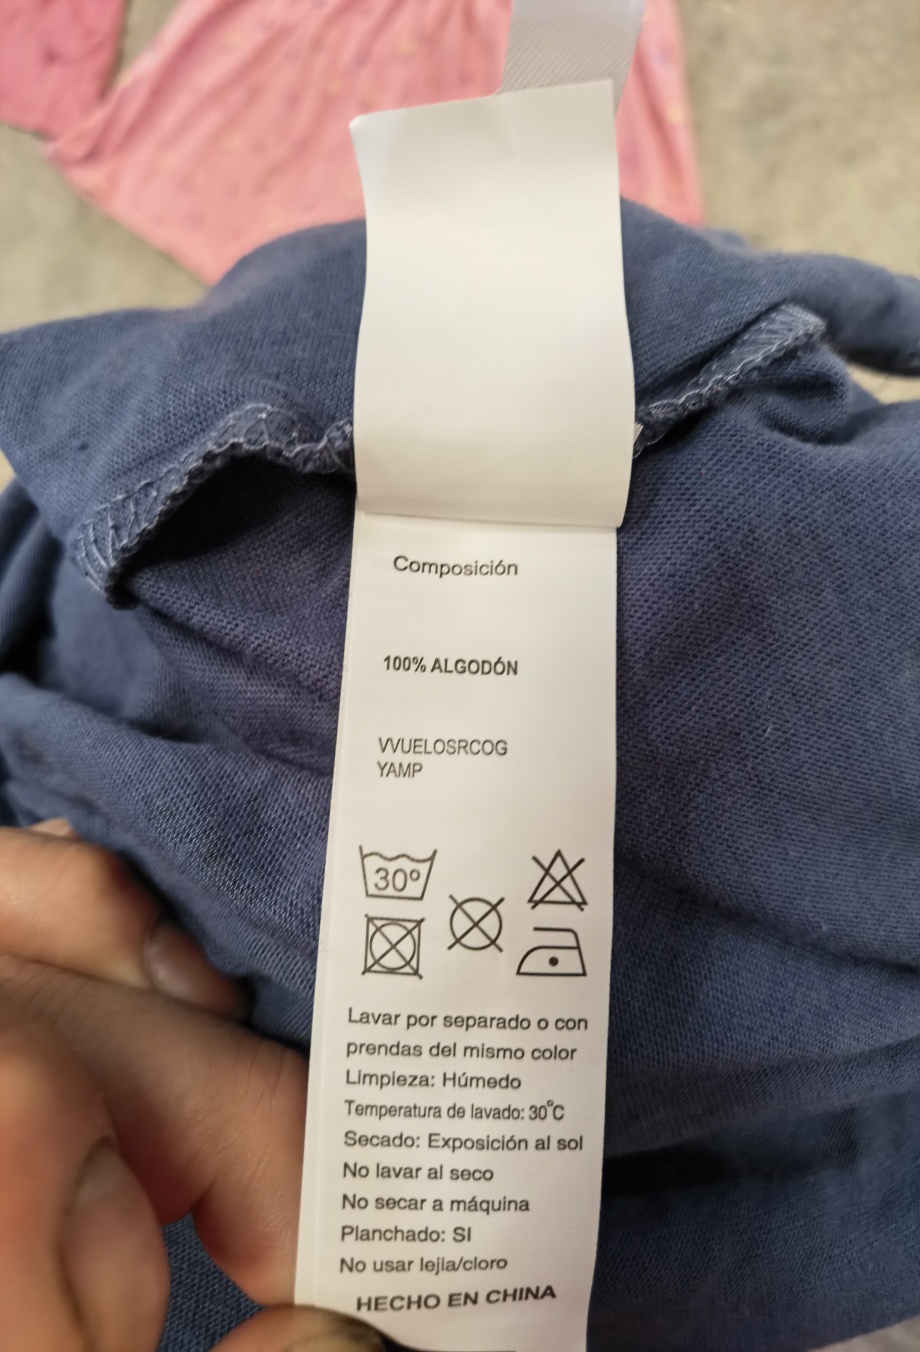 Composición
100% ALGODÓN
VVUELOSRCOG
YAMP
30º
Lavar por separado o con
prendas del mismo color
Limpieza: Húmedo
Temperatura de lavado: 30°C
Secado: Exposición al sol
No lavar al seco
No secar a máquina
Planchado: SI
No usar lejia/cloro
HECHO EN CHINA